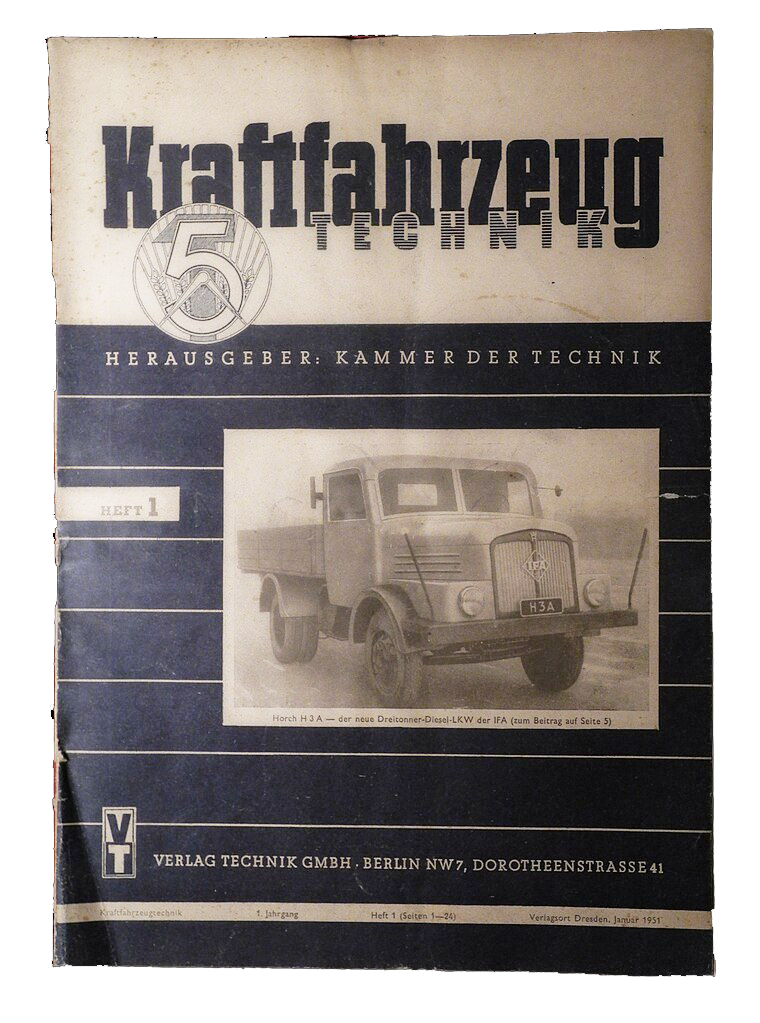 Kraftfahrzeug
TECHNIK
5
HERAUSGEBER: KAMMER DER TECHNIK
HEFT 1
IFA
H3A
Horch H 3 A — der neue Dreitonner-Diesel-LKW der IFA (zum Beitrag auf Seite 5)
VT
VERLAG TECHNIK GMBH · BERLIN NW 7, DOROTHEENSTRASSE 41
Kraftfahrzeugtechnik 1. Jahrgang Heft 1 (Seiten 1—24) Verlagsort Dresden, Januar 1951